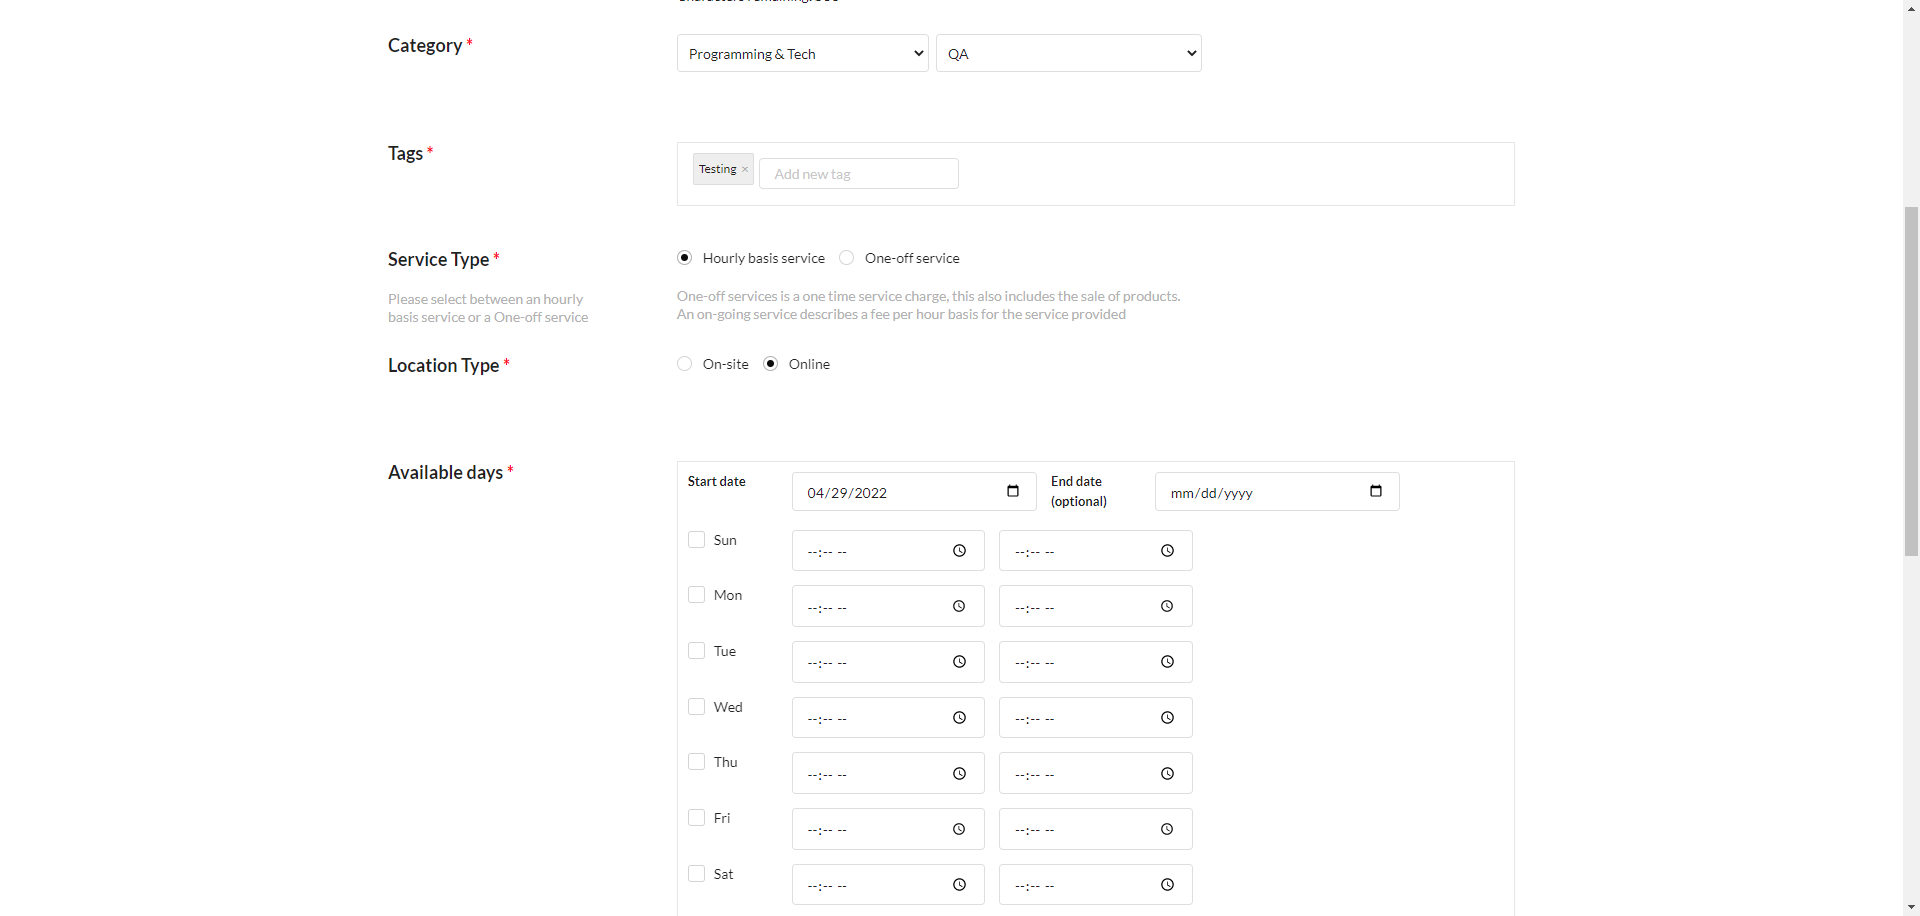 Category *
Programming & Tech
QA
Tags *
Testing ×
Add new tag
Service Type *
Hourly basis service
One-off service
Please select between an hourly
basis service or a One-off service
One-off services is a one time service charge, this also includes the sale of products.
An on-going service describes a fee per hour basis for the service provided
Location Type *
On-site
Online
Available days *
Start date
04/29/2022
End date
(optional)
mm/dd/yyyy
Sun
--:-- --
--:-- --
Mon
--:-- --
--:-- --
Tue
--:-- --
--:-- --
Wed
--:-- --
--:-- --
Thu
--:-- --
--:-- --
Fri
--:-- --
--:-- --
Sat
--:-- --
--:-- --